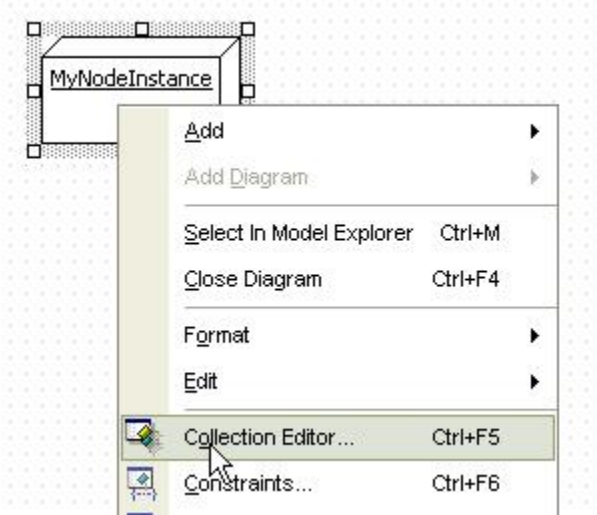 MyNodeInstance
Add
Add Diagram
Select In Model Explorer Ctrl+M
Close Diagram Ctrl+F4
Format
Edit
Collection Editor... Ctrl+F5
Constraints... Ctrl+F6